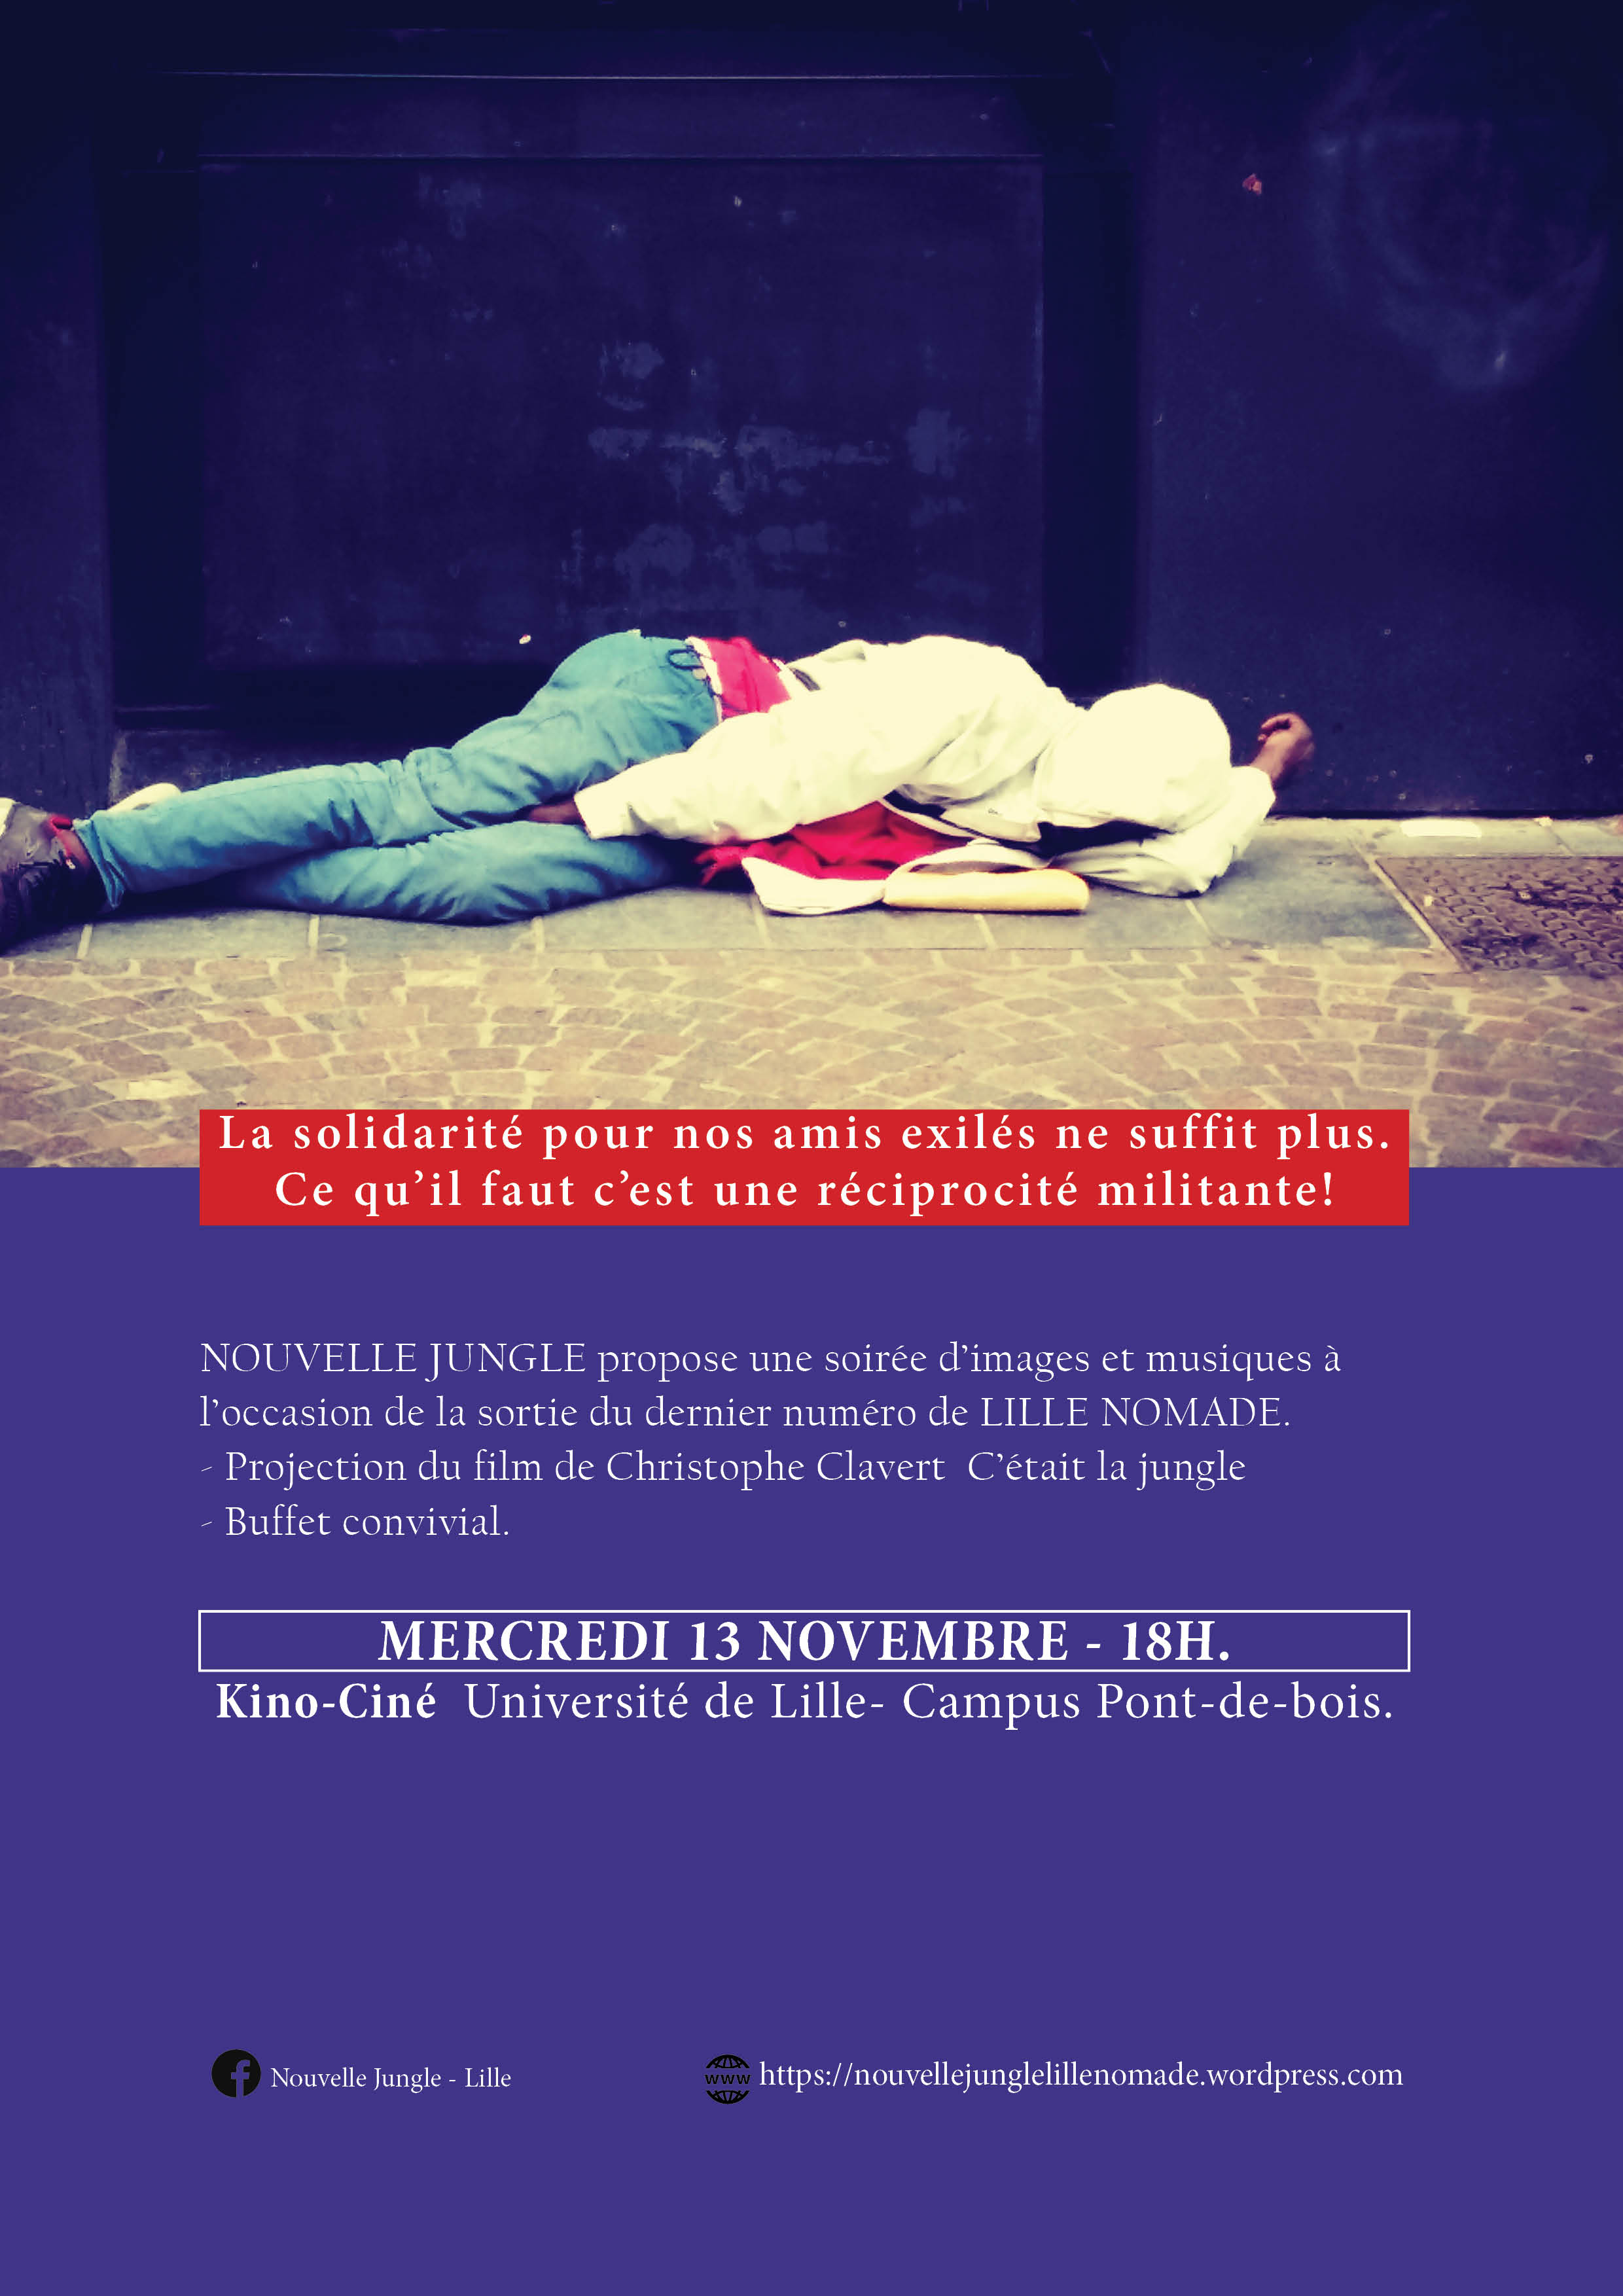 La solidarité pour nos amis exilés ne suffit plus.
Ce qu’il faut c’est une réciprocité militante!
NOUVELLE JUNGLE propose une soirée d’images et musiques à
l’occasion de la sortie du dernier numéro de LILLE NOMADE.
- Projection du film de Christophe Clavert  C’était la jungle
- Buffet convivial.
MERCREDI 13 NOVEMBRE - 18H.
Kino-Ciné  Université de Lille- Campus Pont-de-bois.
Nouvelle Jungle - Lille
www https://nouvellejunglelillenomade.wordpress.com